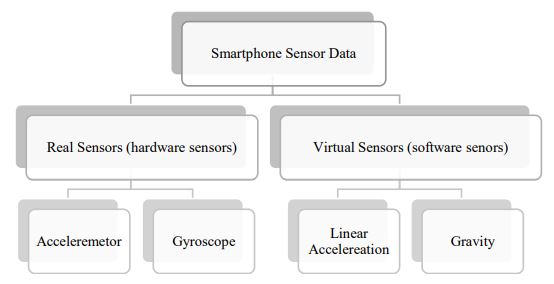 Smartphone Sensor Data
Real Sensors (hardware sensors)
Virtual Sensors (software senors)
Acceleremetor
Gyroscope
Linear
Accelereation
Gravity